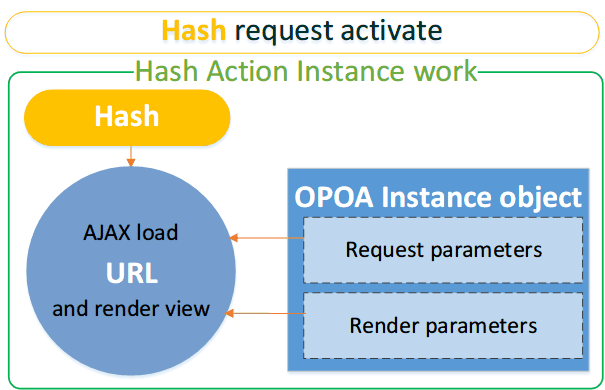 Hash request activate
Hash Action Instance work
Hash
AJAX load
URL
and render view
OPOA Instance object
Request parameters
Render parameters